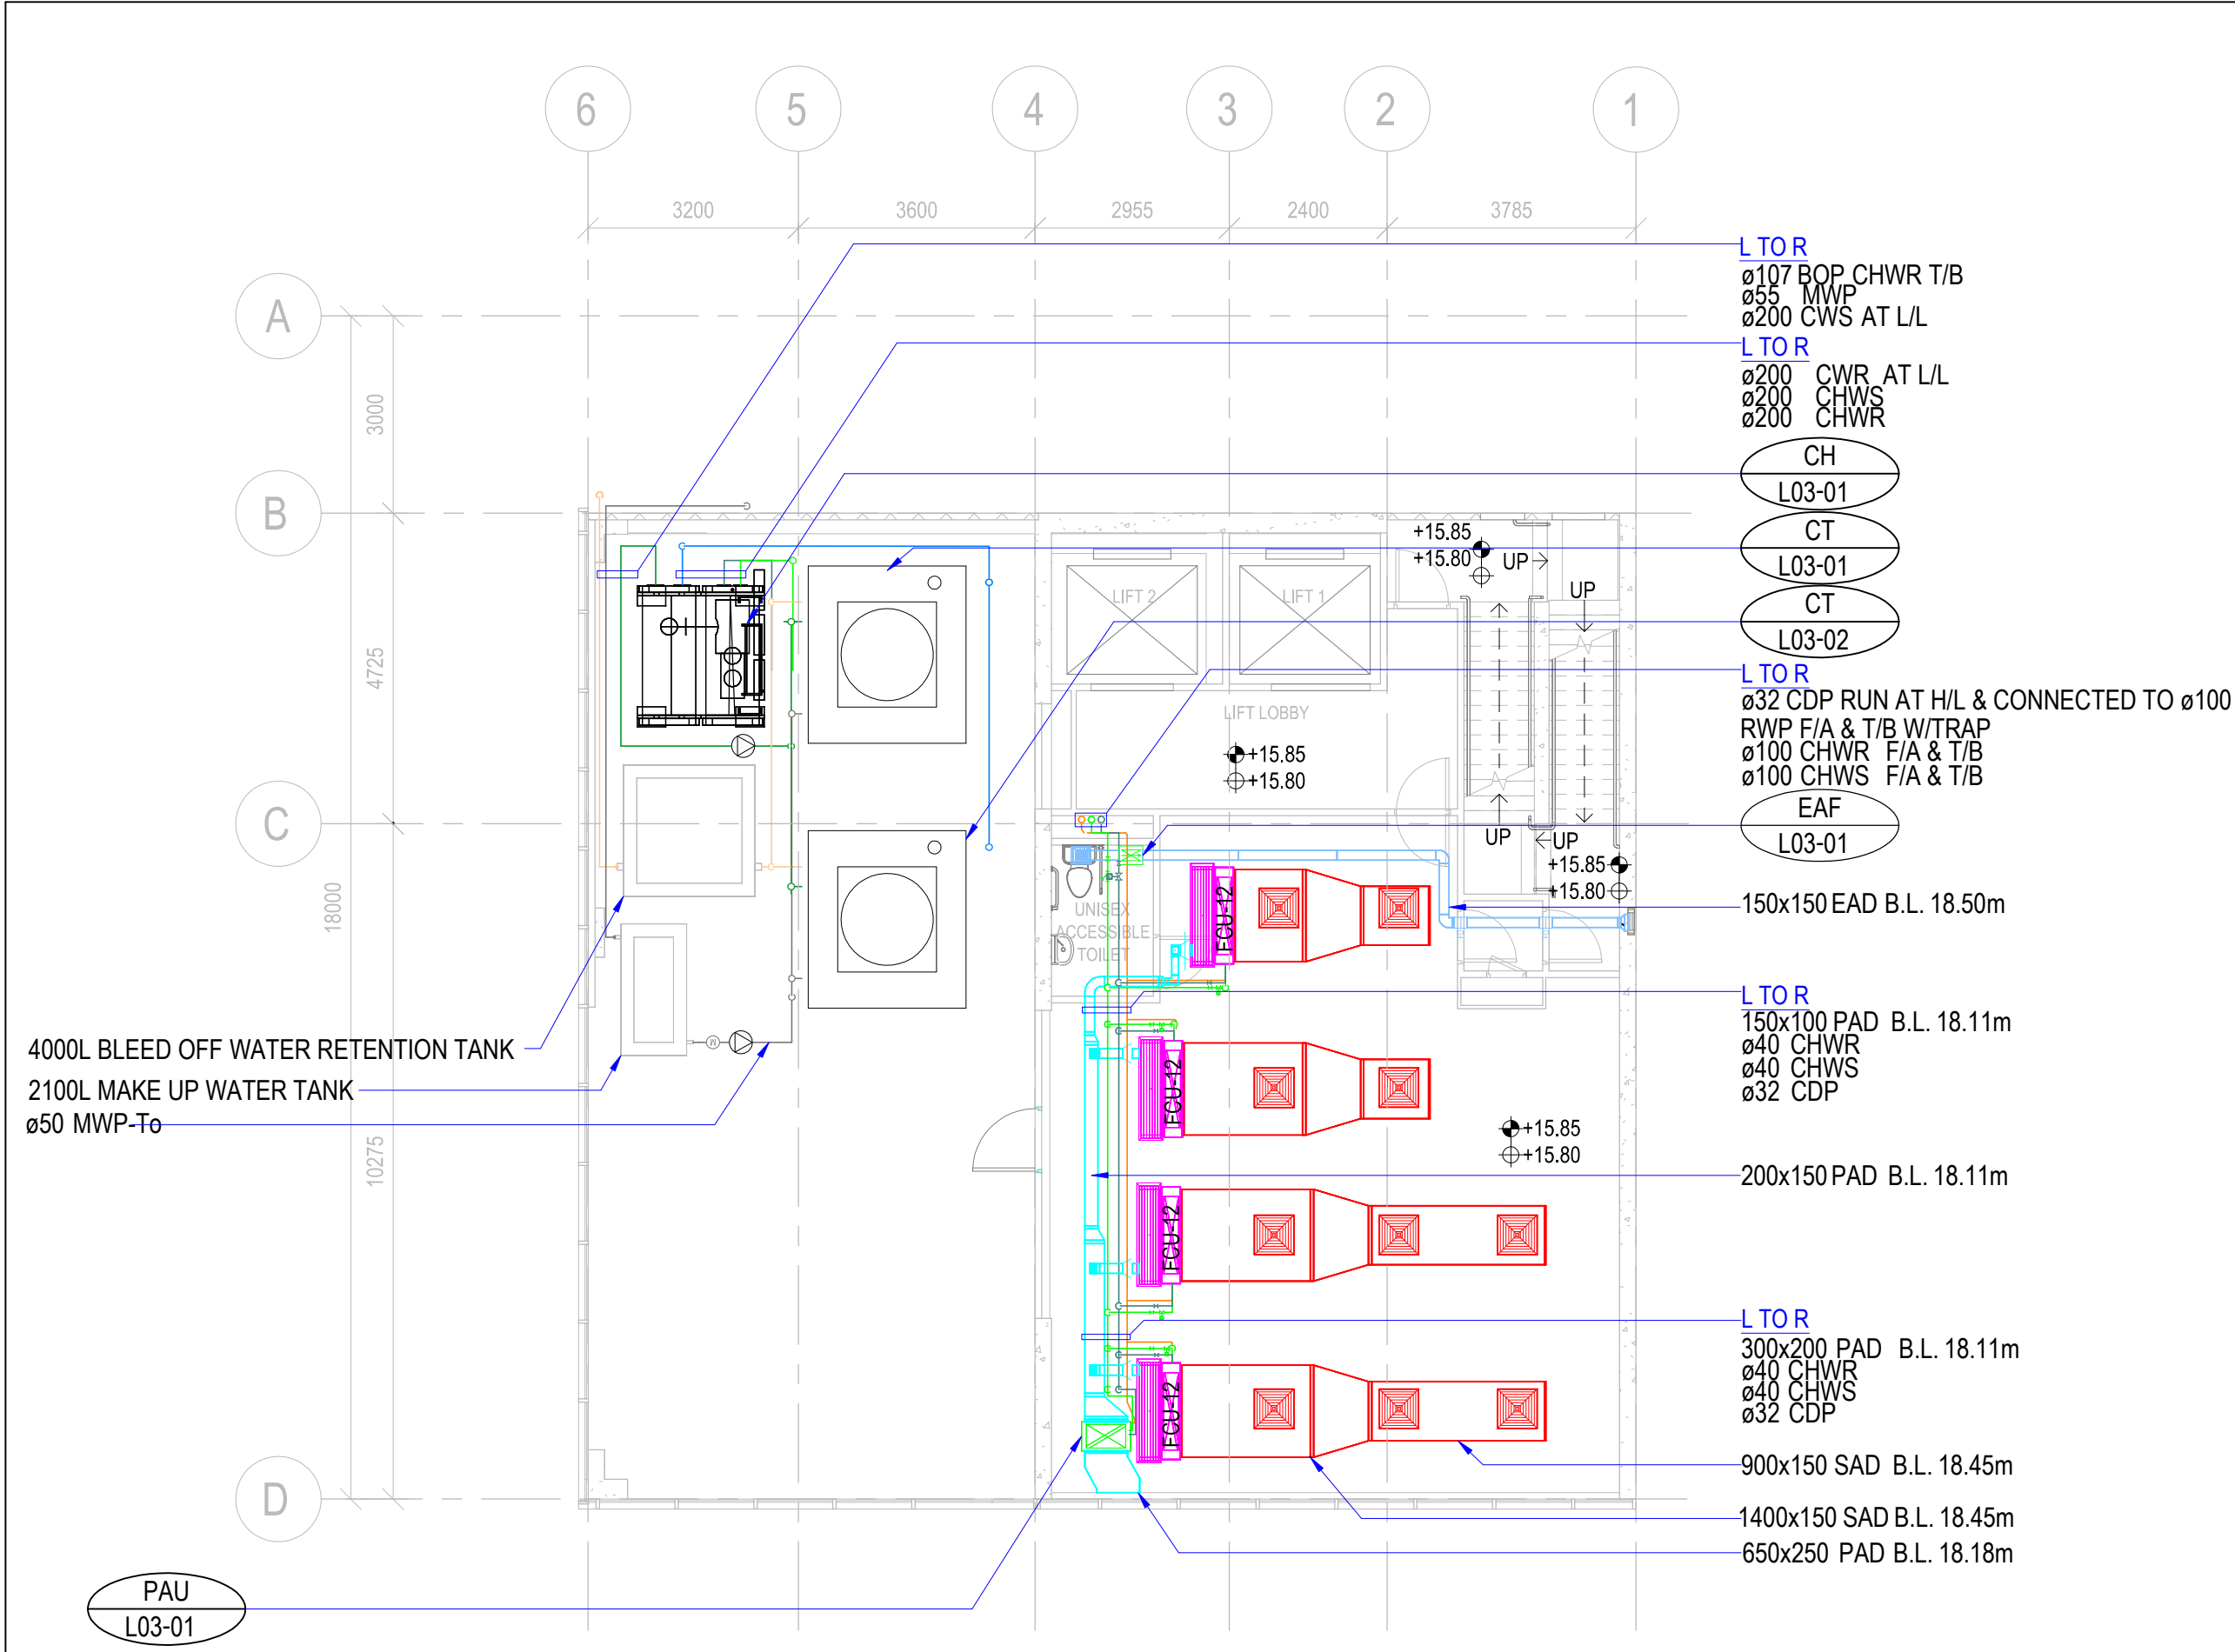 6
5
4
3
2
1
3200
3600
2955
2400
3785
A
B
C
D
3000
4725
10275
18000
L TO R
ø107 BOP CHWR T/B
ø55 MWP
ø200 CWS AT L/L
L TO R
ø200 CWR AT L/L
ø200 CHWS
ø200 CHWR
CH
L03-01
CT
L03-01
CT
L03-02
L TO R
ø32 CDP RUN AT H/L & CONNECTED TO ø100
RWP F/A & T/B W/TRAP
ø100 CHWR F/A & T/B
ø100 CHWS F/A & T/B
EAF
L03-01
150x150 EAD B.L. 18.50m
L TO R
150x100 PAD B.L. 18.11m
ø40 CHWR
ø40 CHWS
ø32 CDP
200x150 PAD B.L. 18.11m
L TO R
300x200 PAD B.L. 18.11m
ø40 CHWR
ø40 CHWS
ø32 CDP
900x150 SAD B.L. 18.45m
1400x150 SAD B.L. 18.45m
650x250 PAD B.L. 18.18m
LIFT 2
LIFT 1
LIFT LOBBY
+15.85
+15.80
+15.85
+15.80
UP
UP
UP
UP
+15.85
+15.80
UNISEX
ACCESSIBLE
TOILET
FCU-12
FCU-12
FCU-12
FCU-12
+15.85
+15.80
M
4000L BLEED OFF WATER RETENTION TANK
2100L MAKE UP WATER TANK
ø50 MWP-To
PAU
L03-01